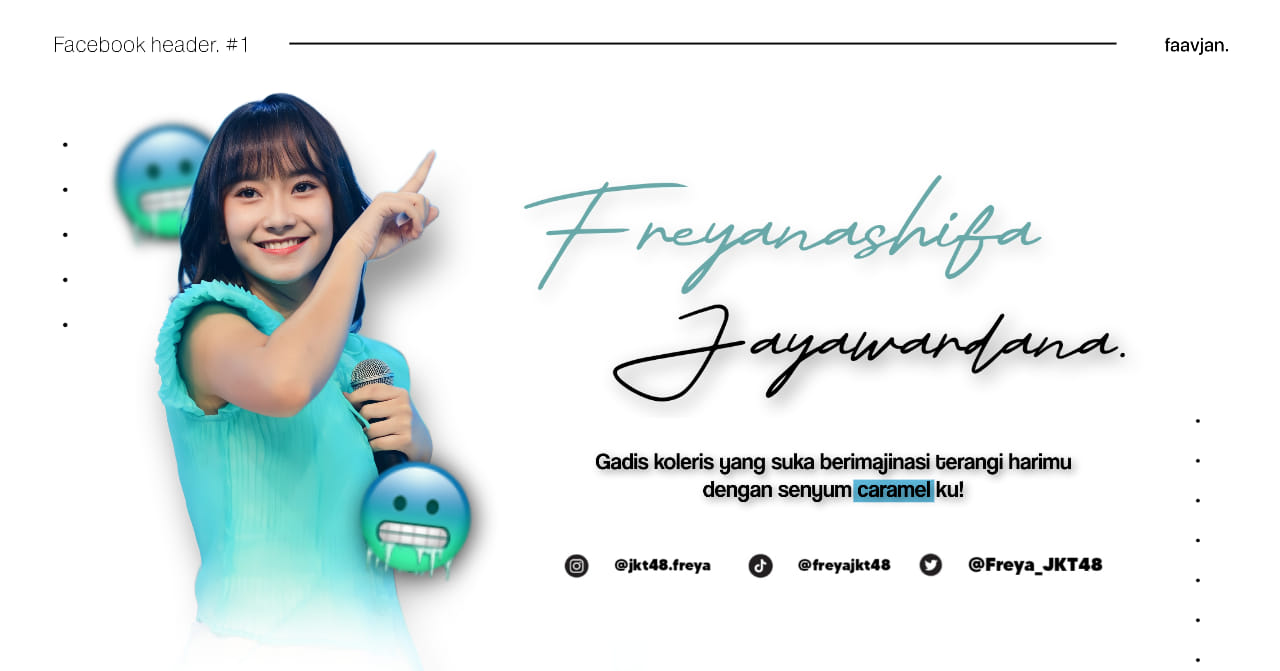 Facebook header. #1
faavjan.
Freyanashifa
Jayawardana.
Gadis koleris yang suka berimajinasi terangi harimu
dengan senyum caramel ku!
@jkt48.freya
@freyajkt48
@Freya_JKT48